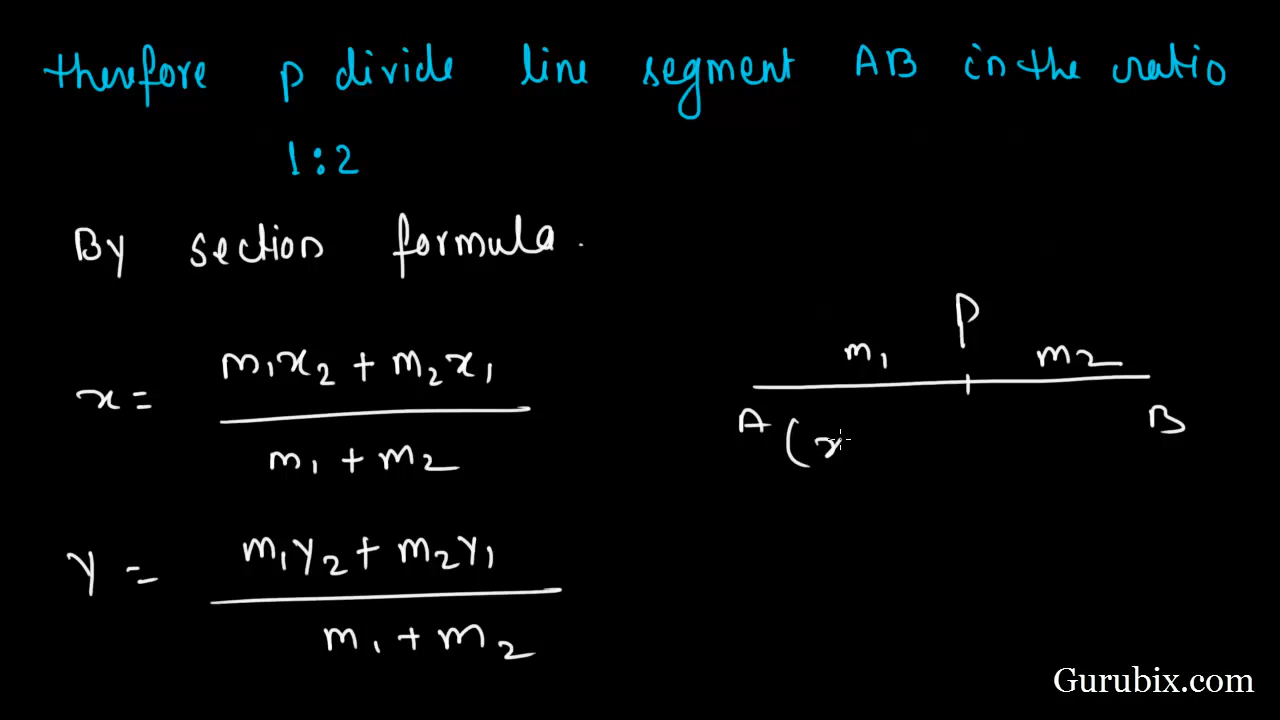 therefore p divide line segment AB in the ratio
1:2
By section formula.
x = m₁x₂ + m₂x₁ / m₁ + m₂
y = m₁y₂ + m₂y₁ / m₁ + m₂
P
m₁ m₂
A B
(x
Gurubix.com